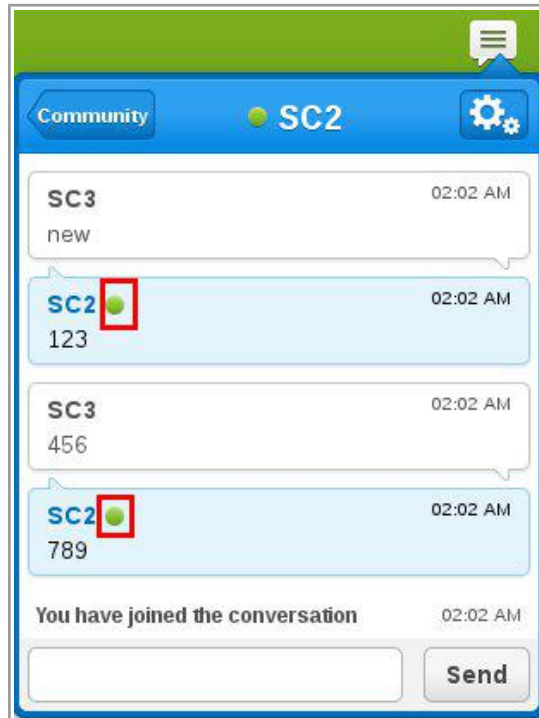 Community
SC2
SC3 02:02 AM
new
SC2 02:02 AM
123
SC3 02:02 AM
456
SC2 02:02 AM
789
You have joined the conversation 02:02 AM
Send